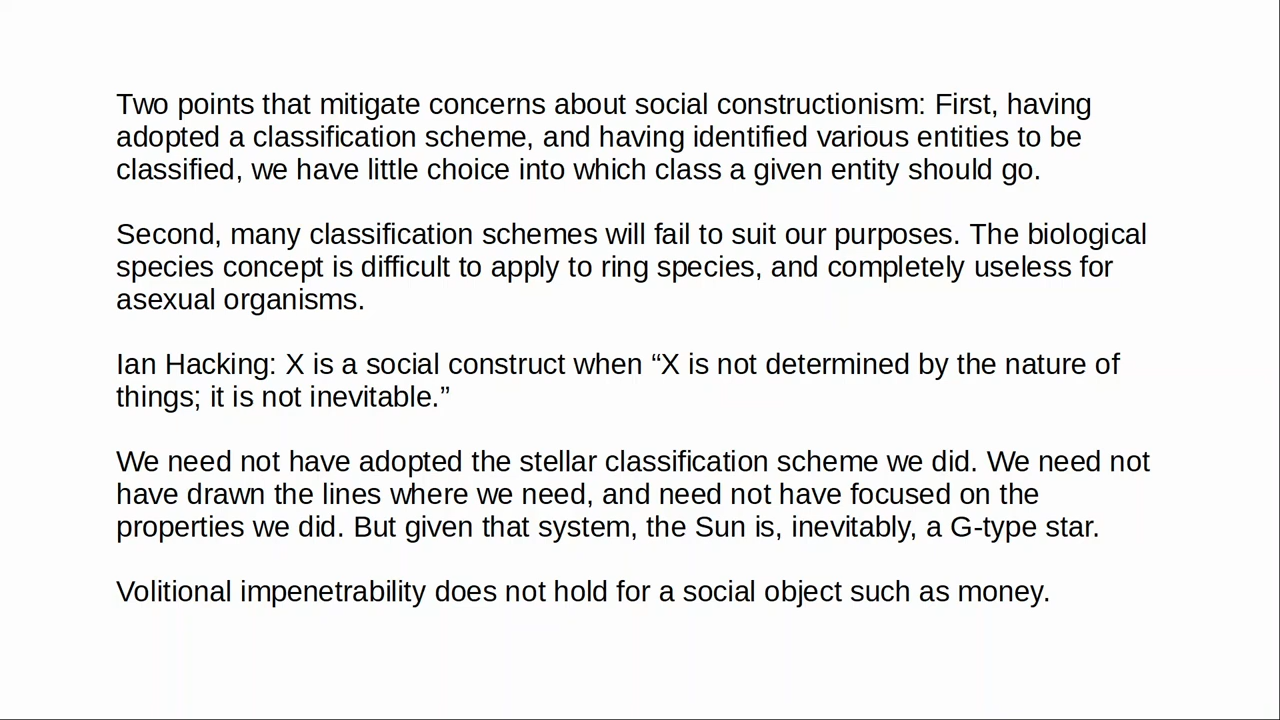 Two points that mitigate concerns about social constructionism: First, having
adopted a classification scheme, and having identified various entities to be
classified, we have little choice into which class a given entity should go.
Second, many classification schemes will fail to suit our purposes. The biological
species concept is difficult to apply to ring species, and completely useless for
asexual organisms.
Ian Hacking: X is a social construct when “X is not determined by the nature of
things; it is not inevitable.”
We need not have adopted the stellar classification scheme we did. We need not
have drawn the lines where we need, and need not have focused on the
properties we did. But given that system, the Sun is, inevitably, a G-type star.
Volitional impenetrability does not hold for a social object such as money.